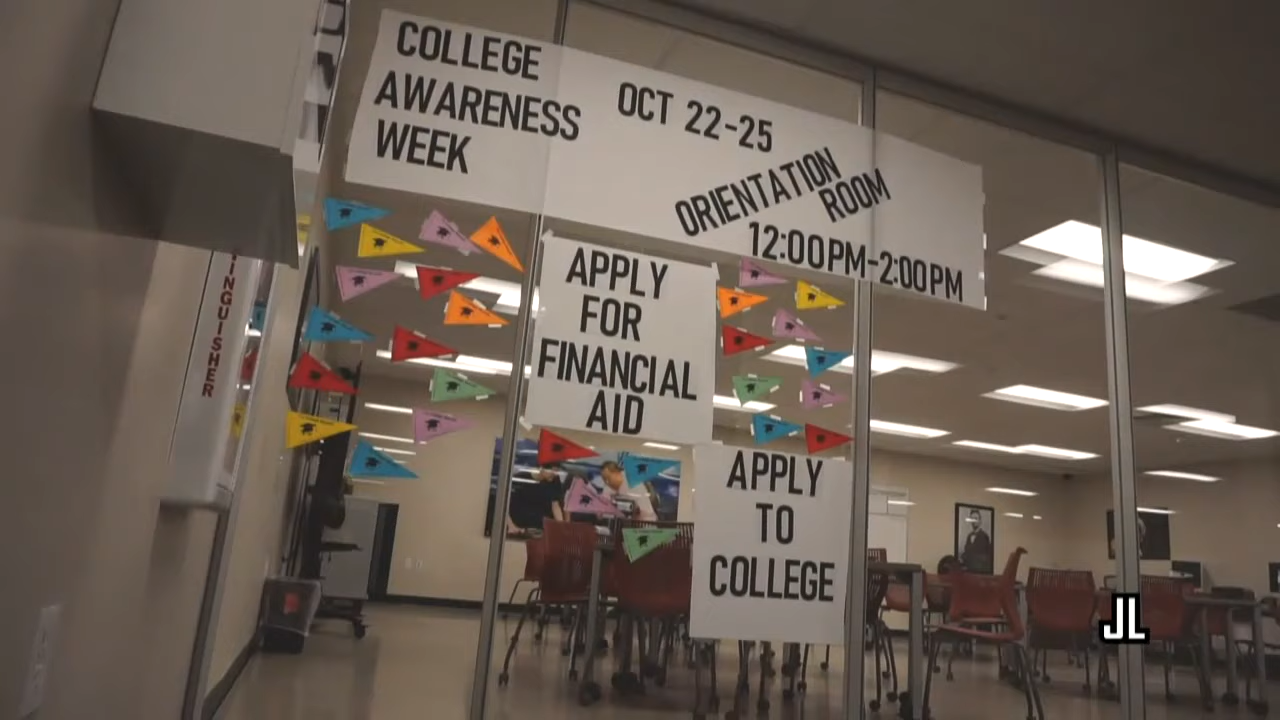 COLLEGE
AWARENESS
WEEK
OCT 22-25
ORIENTATION
ROOM
12:00PM-2:00PM
APPLY
FOR
FINANCIAL
AID
APPLY
TO
COLLEGE
INGUISHER
JL